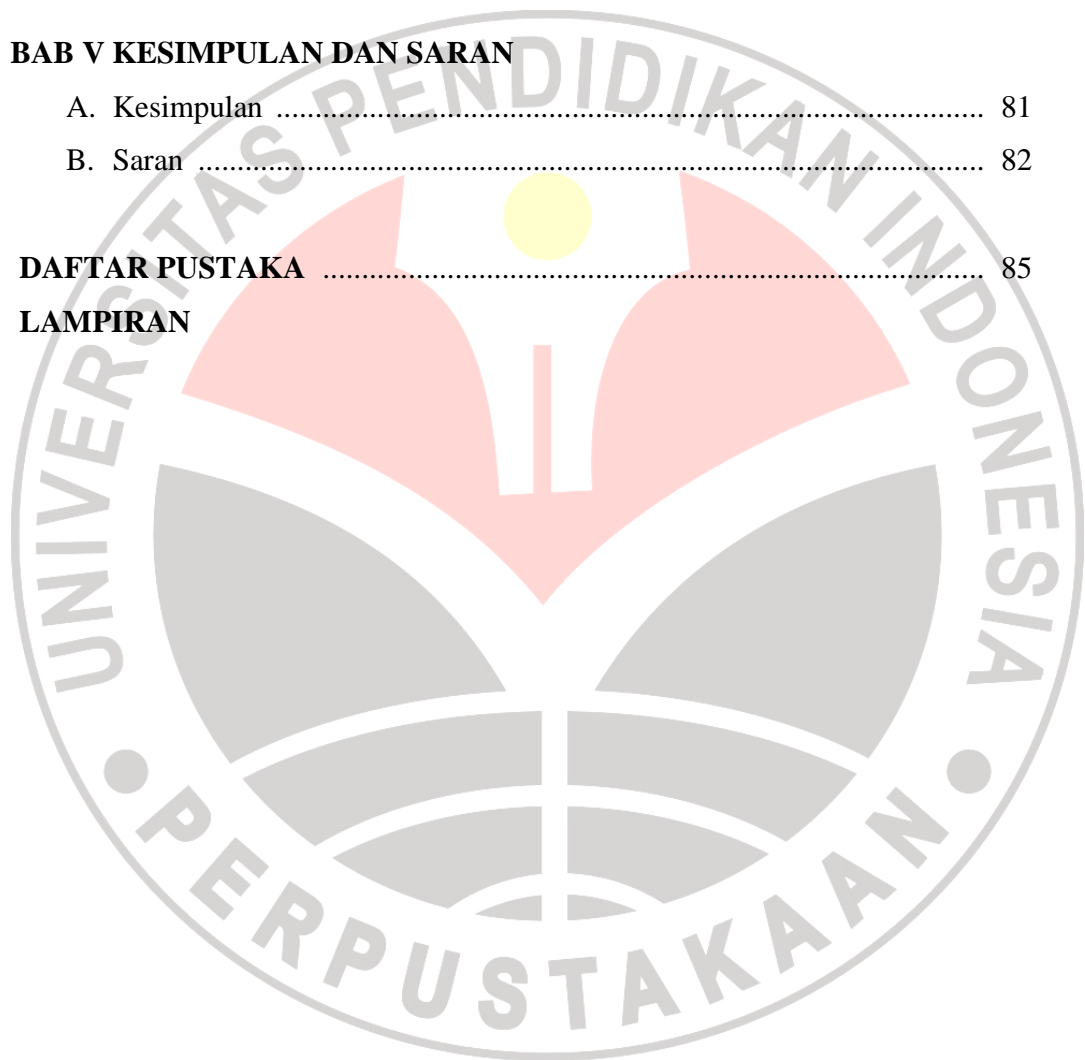 BAB V KESIMPULAN DAN SARAN
A. Kesimpulan ........................................................................................... 81
B. Saran ..................................................................................................... 82
DAFTAR PUSTAKA ..................................................................................... 85
LAMPIRAN
UNIVERSITAS PENDIDIKAN INDONESIA
PERPUSTAKAAN